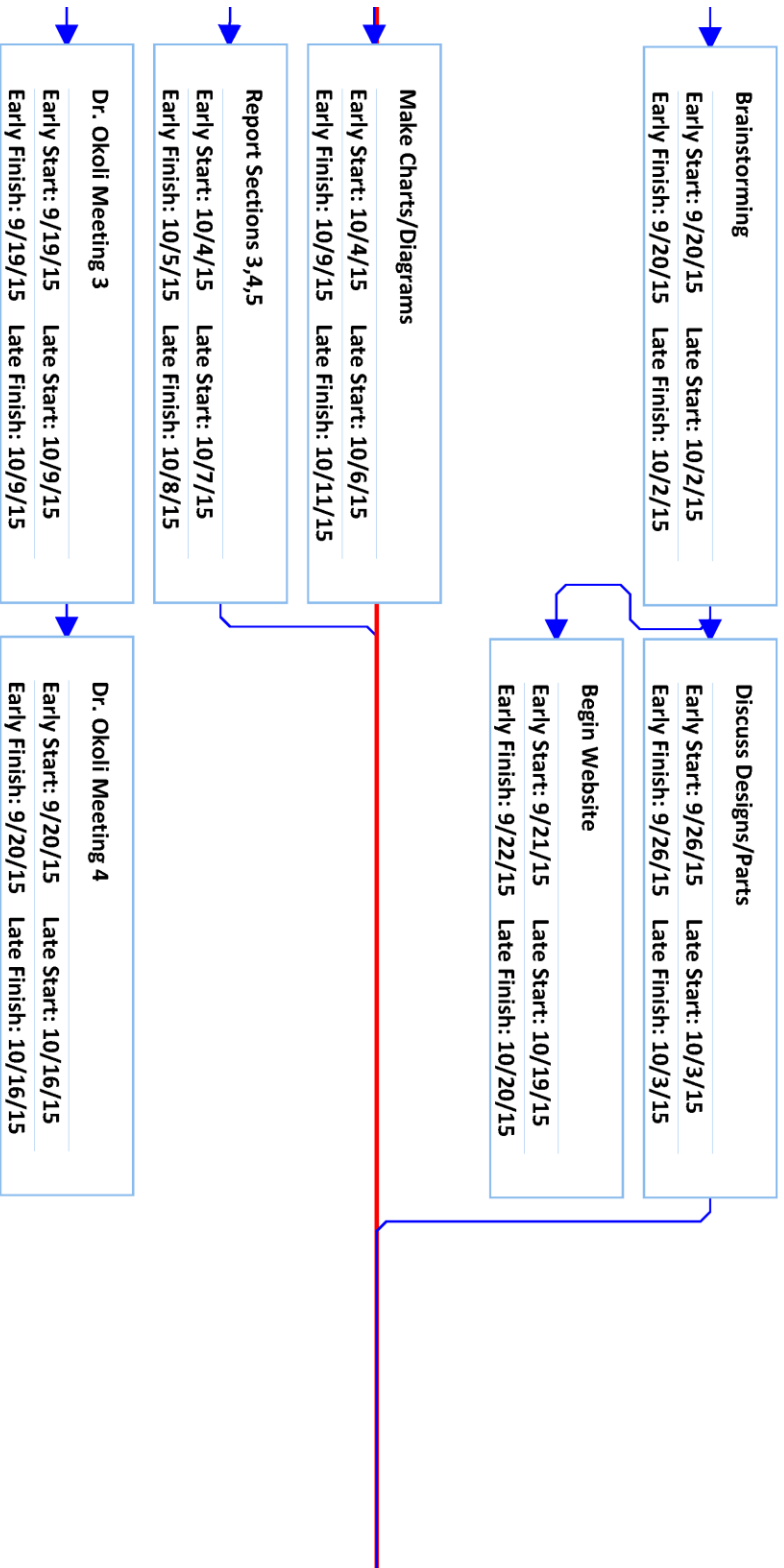 Brainstorming
Early Start: 9/20/15 Late Start: 10/2/15
Early Finish: 9/20/15 Late Finish: 10/2/15
Discuss Designs/Parts
Early Start: 9/26/15 Late Start: 10/3/15
Early Finish: 9/26/15 Late Finish: 10/3/15
Begin Website
Early Start: 9/21/15 Late Start: 10/19/15
Early Finish: 9/22/15 Late Finish: 10/20/15
Make Charts/Diagrams
Early Start: 10/4/15 Late Start: 10/6/15
Early Finish: 10/9/15 Late Finish: 10/11/15
Report Sections 3,4,5
Early Start: 10/4/15 Late Start: 10/7/15
Early Finish: 10/5/15 Late Finish: 10/8/15
Dr. Okoli Meeting 3
Early Start: 9/19/15 Late Start: 10/9/15
Early Finish: 9/19/15 Late Finish: 10/9/15
Dr. Okoli Meeting 4
Early Start: 9/20/15 Late Start: 10/16/15
Early Finish: 9/20/15 Late Finish: 10/16/15